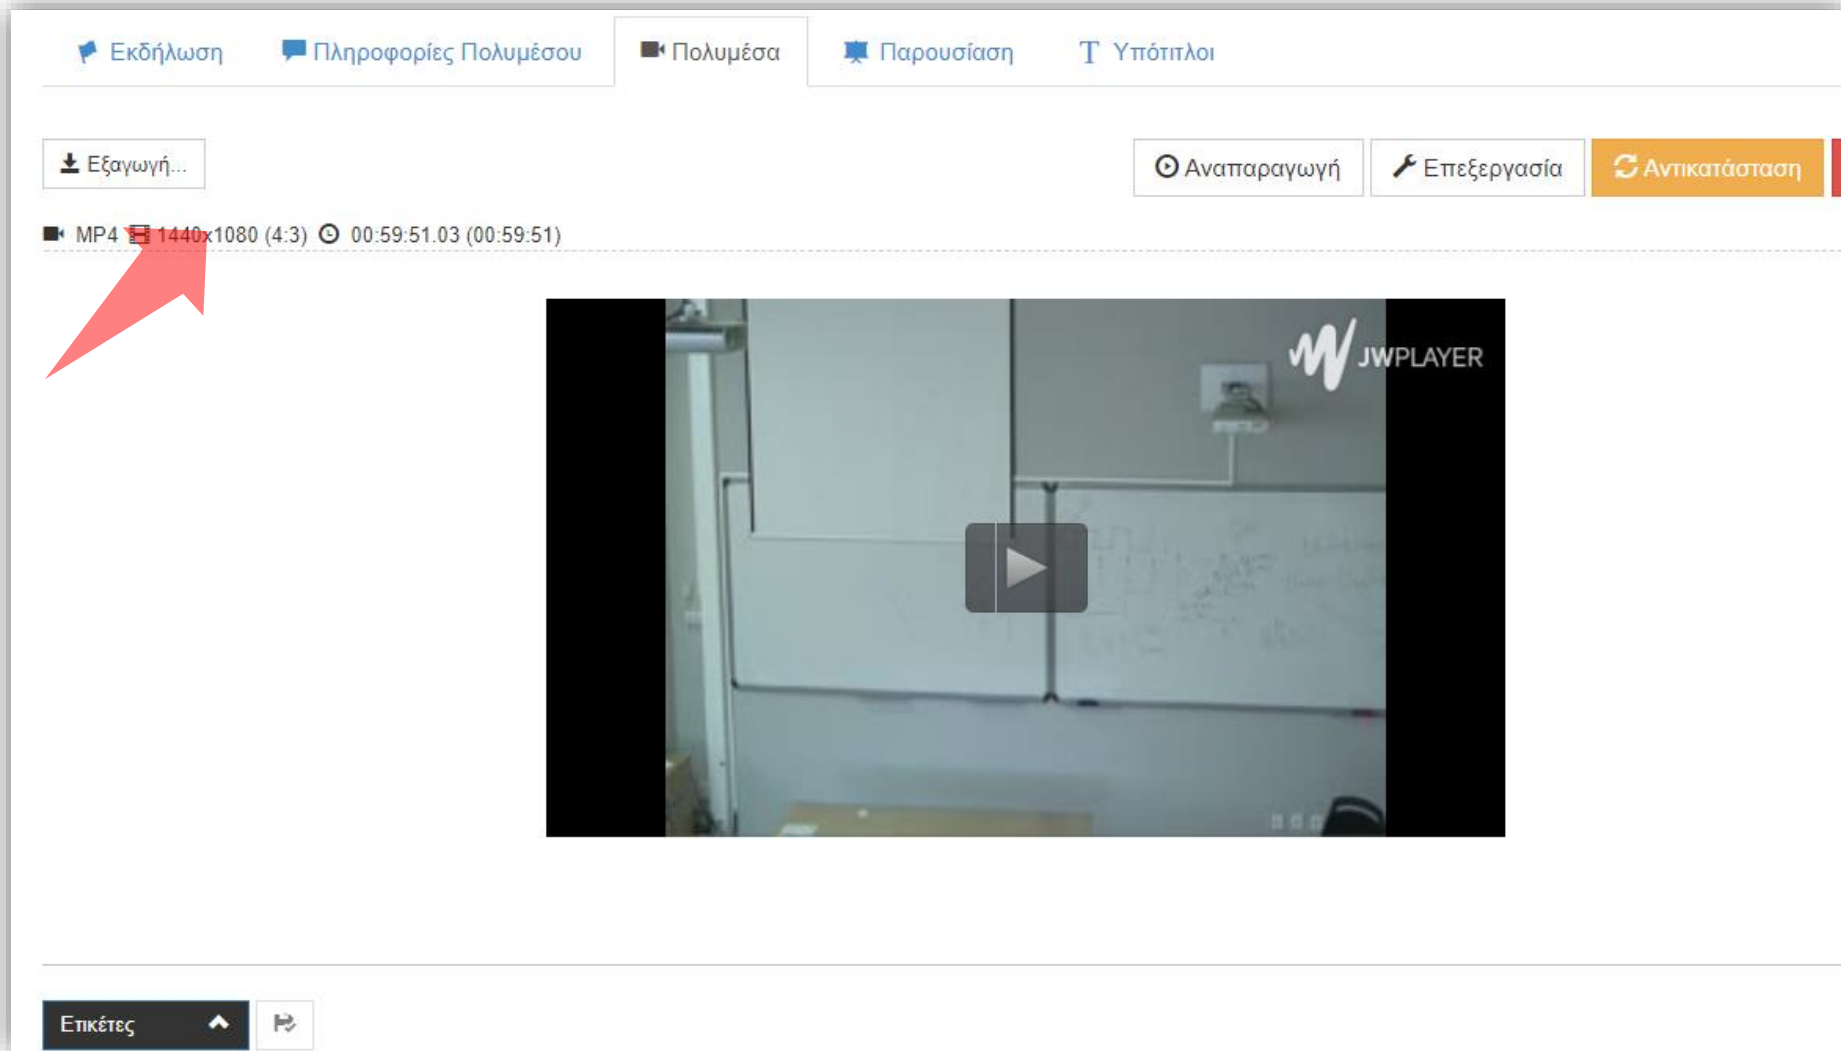 Εκδήλωση Πληροφορίες Πολυμέσου Πολυμέσα Παρουσίαση Υπότιτλοι
Εξαγωγή... Αναπαραγωγή Επεξεργασία Αντικατάσταση
MP4 1440x1080 (4:3) 00:59:51.03 (00:59:51)
JWPLAYER
Ετικέτες